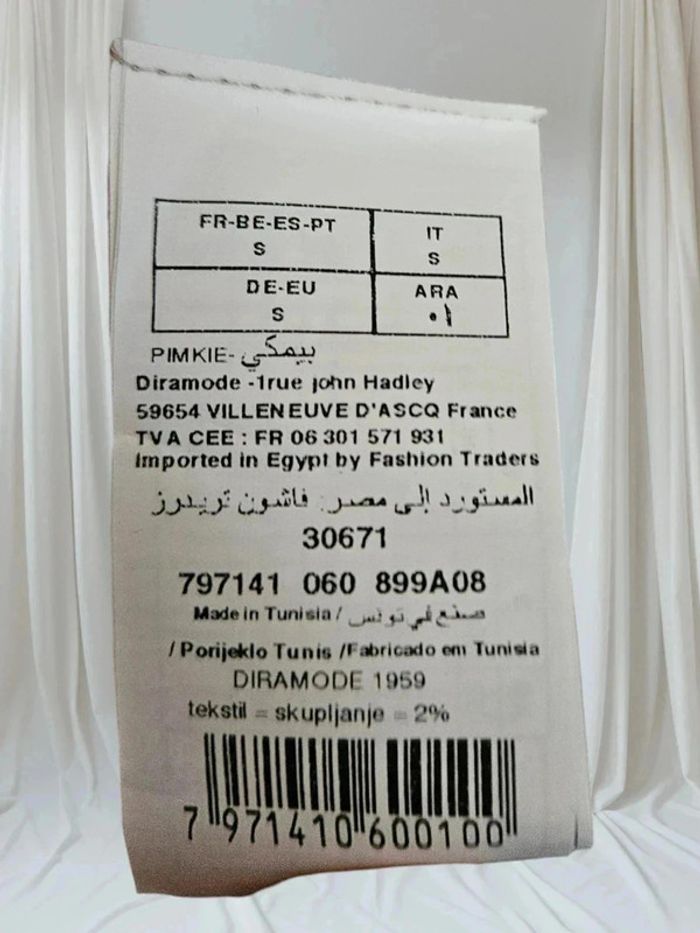 FR-BE-ES-PT
S
IT
S
DE-EU
S
ARA
٠١
PIMKIE-بيمكي
Diramode -1rue john Hadley
59654 VILLENEUVE D'ASCQ France
TVA CEE : FR 06 301 571 931
Imported in Egypt by Fashion Traders
المستورد إلى مصر: فاشون تريدرز
30671
797141 060 899A08
Made in Tunisia / صنع في تونس
/ Porijeklo Tunis /Fabricado em Tunisia
DIRAMODE 1959
tekstil = skupljanje = 2%
7 971410 600100